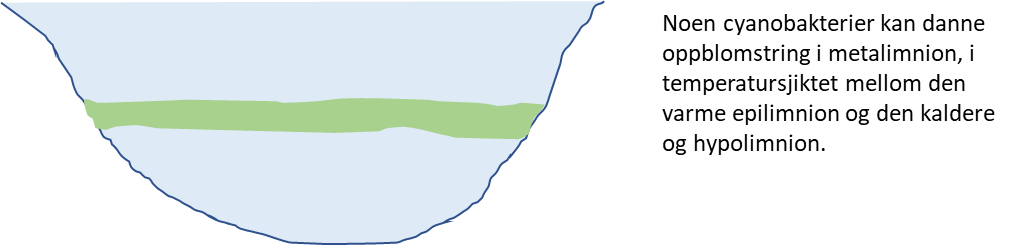 Noen cyanobakterier kan danne
oppblomstring i metalimnion, i
temperatursjiktet mellom den
varme epilimnion og den kaldere
og hypolimnion.